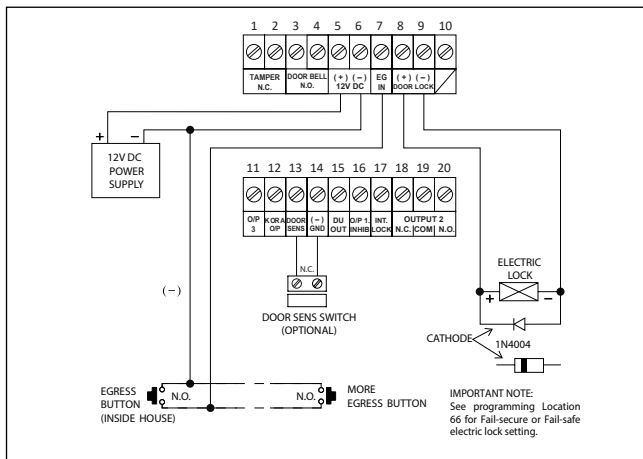 1 2 3 4 5 6 7 8 9 10
TAMPER N.C.
DOOR BELL N.O.
(+) (−)
12V DC
EG IN
(+) (−)
DOOR LOCK
+ −
12V DC
POWER
SUPPLY
11 12 13 14 15 16 17 18 19 20
O/P 3
K OR A O/P
DOOR SENS
(−) GND
DU OUT
O/P 1. INHIB
INT. LOCK
OUTPUT 2
N.C. COM N.O.
N.C.
DOOR SENS SWITCH
(OPTIONAL)
(−)
ELECTRIC
LOCK
+ −
CATHODE
1N4004
EGRESS
BUTTON
(INSIDE HOUSE)
N.O.
N.O.
MORE
EGRESS BUTTON
IMPORTANT NOTE:
See programming Location
66 for Fail-secure or Fail-safe
electric lock setting.